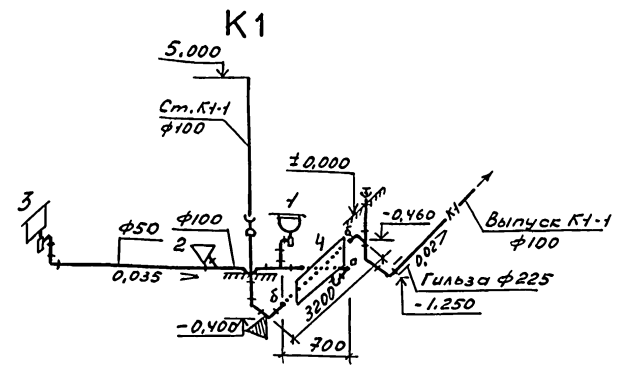 K1
5.000
Ст. К1-1
ф100
±0,000
3
1
ф50
ф100
2
4
-0,460
К1
Выпуск К1-1
ф100
0,035
0,027
а
б
а
б
Гильза ф225
3200
-1.250
-0,400
700